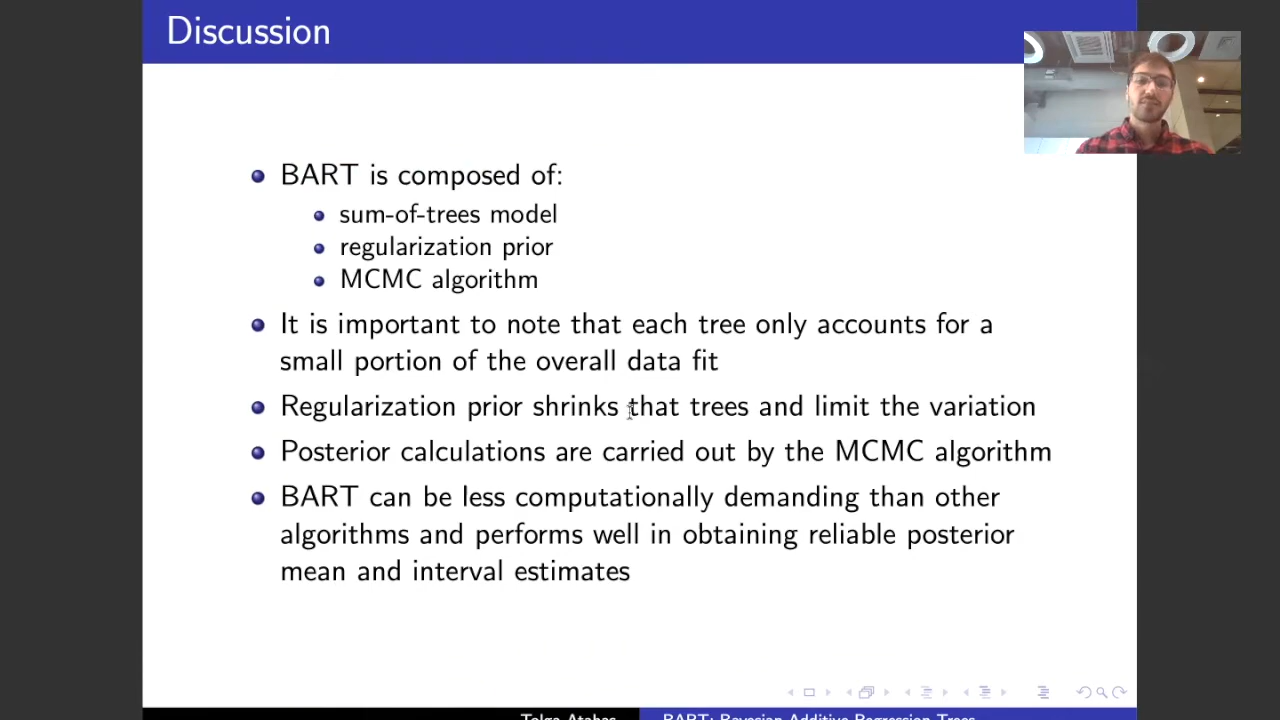 Discussion
BART is composed of:
sum-of-trees model
regularization prior
MCMC algorithm
It is important to note that each tree only accounts for a
small portion of the overall data fit
Regularization prior shrinks that trees and limit the variation
Posterior calculations are carried out by the MCMC algorithm
BART can be less computationally demanding than other
algorithms and performs well in obtaining reliable posterior
mean and interval estimates
Tolga Atabas BART: Bayesian Additive Regression Trees